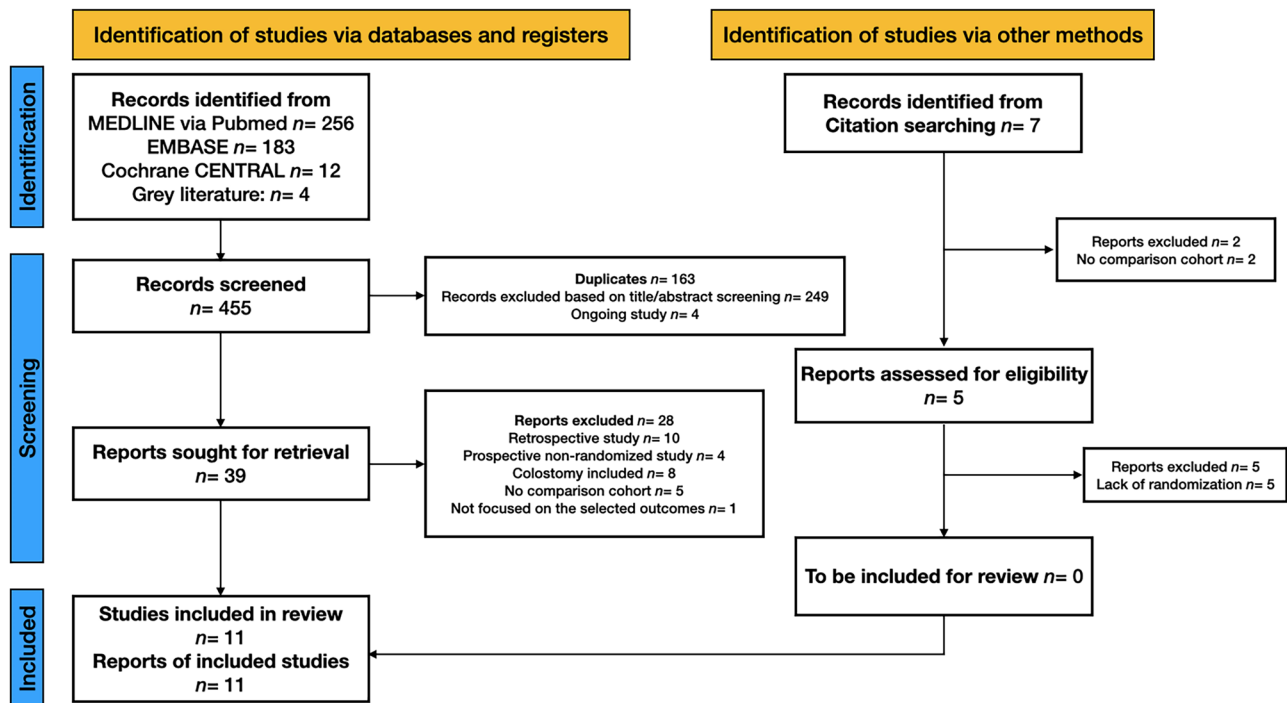 Identification of studies via databases and registers
Identification of studies via other methods
Identification
Records identified from
MEDLINE via Pubmed n= 256
EMBASE n= 183
Cochrane CENTRAL n= 12
Grey literature: n= 4
Records identified from
Citation searching n= 7
Reports excluded n= 2
No comparison cohort n= 2
Screening
Records screened
n= 455
Duplicates n= 163
Records excluded based on title/abstract screening n= 249
Ongoing study n= 4
Reports assessed for eligibility
n= 5
Reports sought for retrieval
n= 39
Reports excluded n= 28
Retrospective study n= 10
Prospective non-randomized study n= 4
Colostomy included n= 8
No comparison cohort n= 5
Not focused on the selected outcomes n= 1
Reports excluded n= 5
Lack of randomization n= 5
To be included for review n= 0
Included
Studies included in review
n= 11
Reports of included studies
n= 11